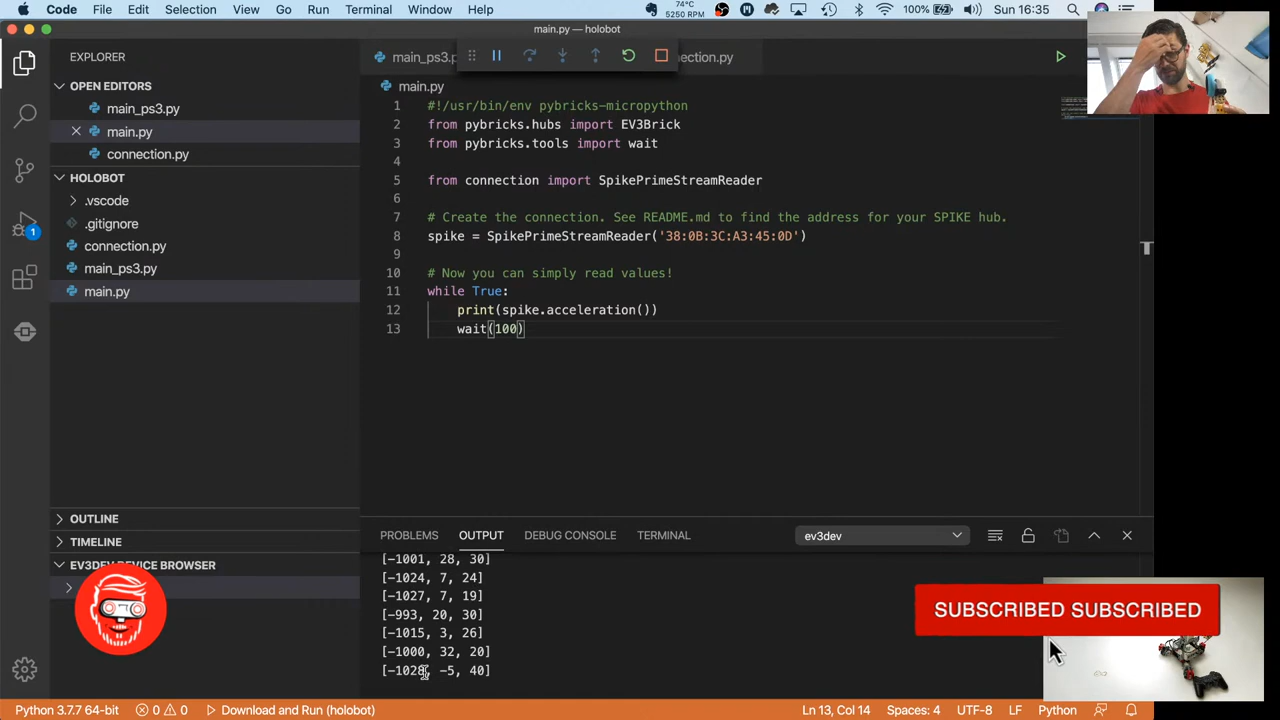 Code File Edit Selection View Go Run Terminal Window Help 74°C 5250 RPM 100% Sun 16:35
main.py — holobot
EXPLORER
main_ps3.p
nection.py
OPEN EDITORS
main_ps3.py
main.py
connection.py
HOLOBOT
.vscode
.gitignore
connection.py
main_ps3.py
main.py
OUTLINE
TIMELINE
EV3DEV DEVICE BROWSER
1
main.py
1 #!/usr/bin/env pybricks-micropython
2 from pybricks.hubs import EV3Brick
3 from pybricks.tools import wait
4
5 from connection import SpikePrimeStreamReader
6
7 # Create the connection. See README.md to find the address for your SPIKE hub.
8 spike = SpikePrimeStreamReader('38:0B:3C:A3:45:0D')
9
10 # Now you can simply read values!
11 while True:
12 print(spike.acceleration())
13 wait(100)
PROBLEMS OUTPUT DEBUG CONSOLE TERMINAL ev3dev
[-1001, 28, 30]
[-1024, 7, 24]
[-1027, 7, 19]
[-993, 20, 30]
[-1015, 3, 26]
[-1000, 32, 20]
[-1028, -5, 40]
SUBSCRIBED SUBSCRIBED
Python 3.7.7 64-bit 0 0 Download and Run (holobot) Ln 13, Col 14 Spaces: 4 UTF-8 LF Python